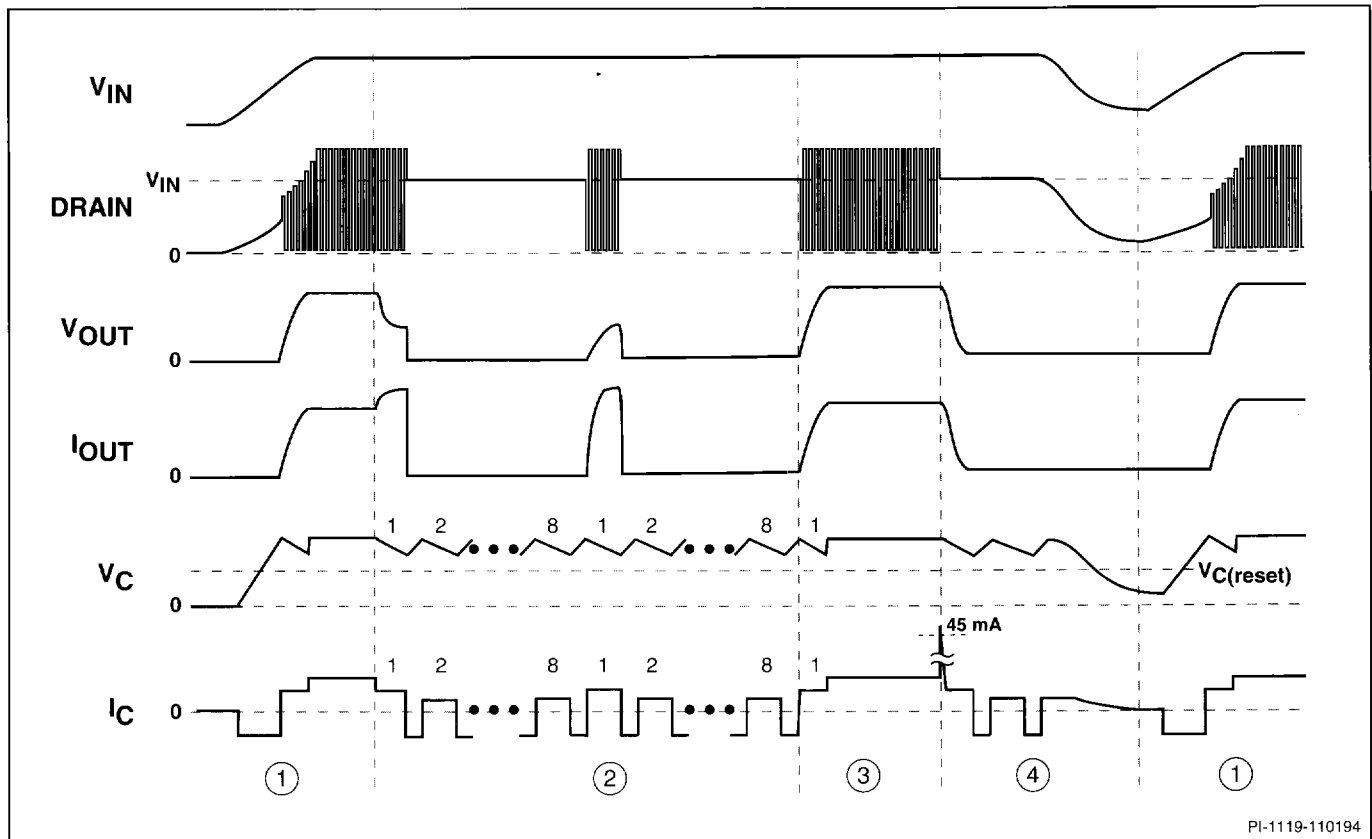 VIN
VIN
DRAIN
0
VOUT
0
IOUT
0
1 2 8 1 2 8 1
VC
VC(reset)
0
45 mA
1 2 8 1 2 8 1
IC
0
① ② ③ ④ ①
PI-1119-110194